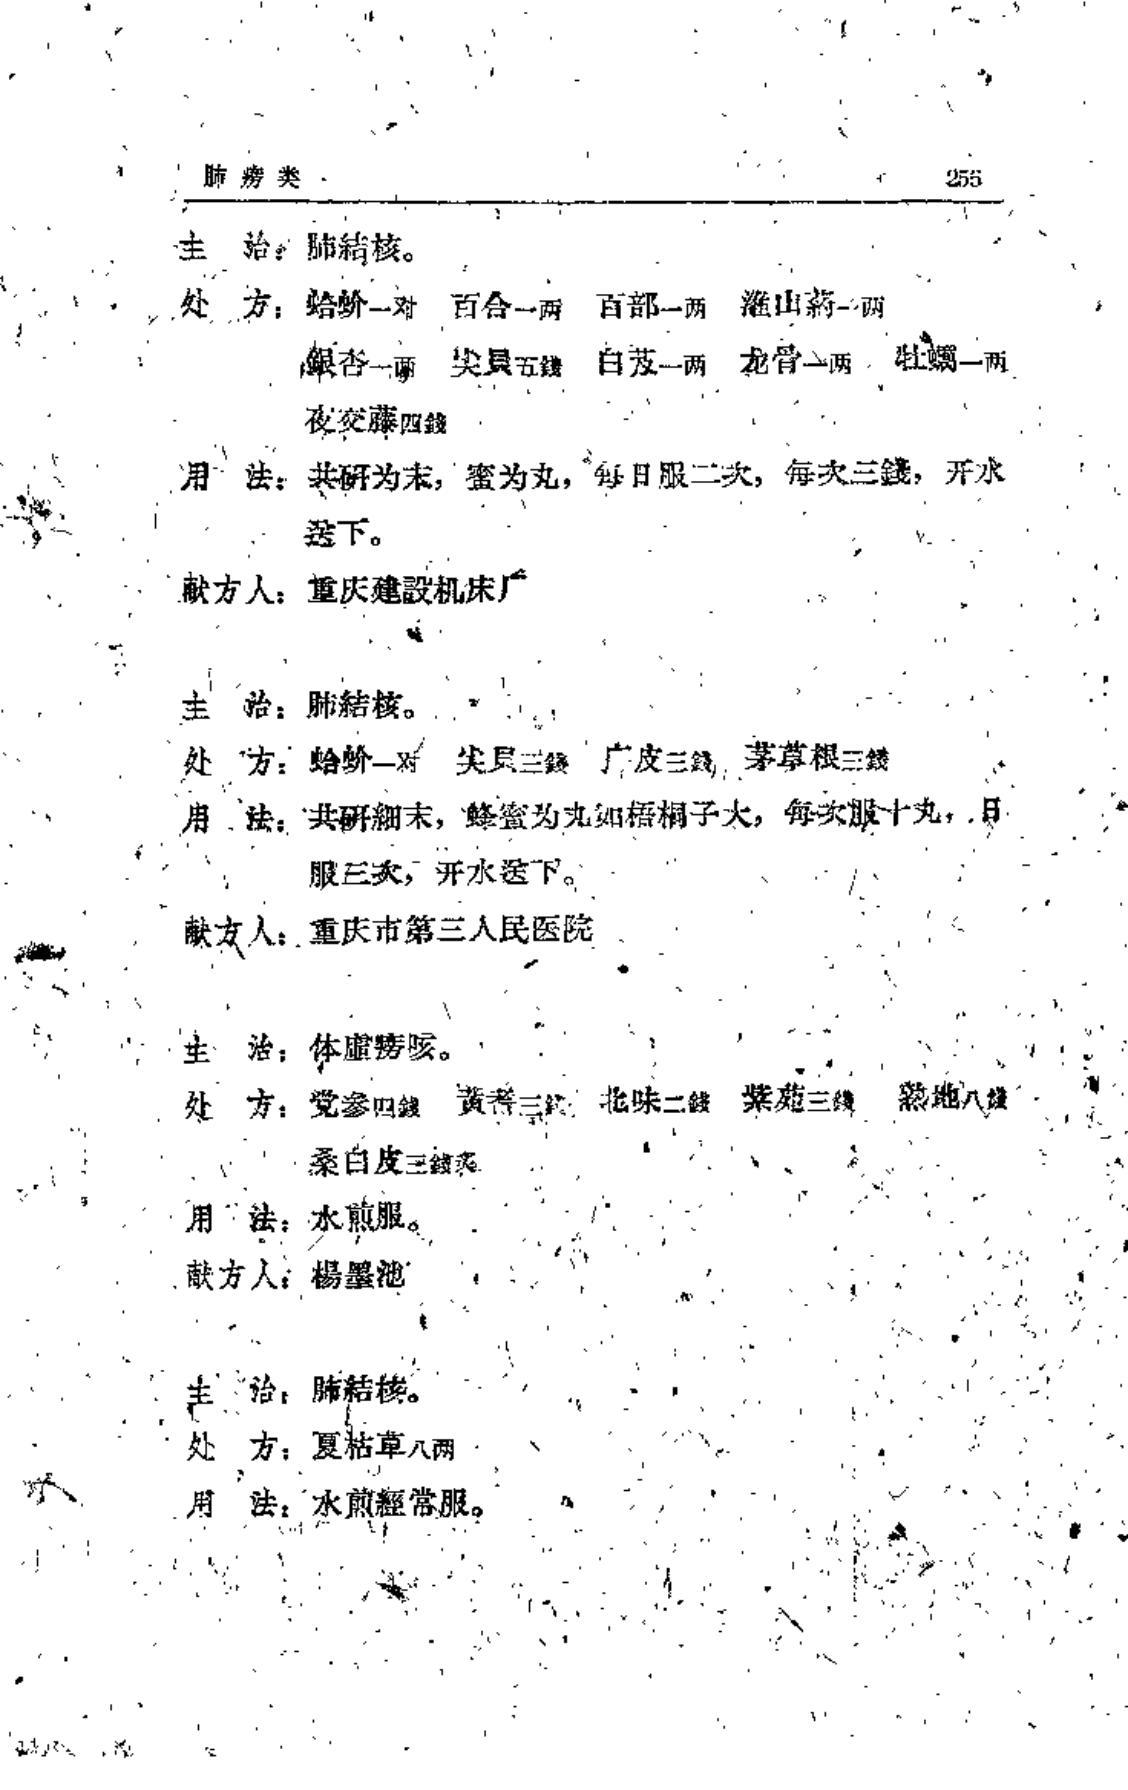 肺痨类 255
主　治：肺結核。
处　方：蛤蚧一对　百合一两　百部一两　淮山葯一两
銀杏一两　尖貝五錢　白芨一两　龙骨一两　牡蠣一两
夜交藤四錢
用　法：共研为末，蜜为丸，每日服二次，每次三錢，开水
送下。
献方人：重庆建設机床厂
主　治：肺結核。
处　方：蛤蚧一对　尖貝三錢　广皮三錢　茅草根三錢
用　法：共研細末，蜂蜜为丸如梧桐子大，每次服十丸，日
服三次，开水送下。
献方人：重庆市第三人民医院
主　治：体虛痨咳。
处　方：党参四錢　黃蓍三錢　北味二錢　紫菀三錢　熟地八錢
桑白皮三錢
用　法：水煎服。
献方人：楊墨池
主　治：肺結核。
处　方：夏枯草八两
用　法：水煎經常服。